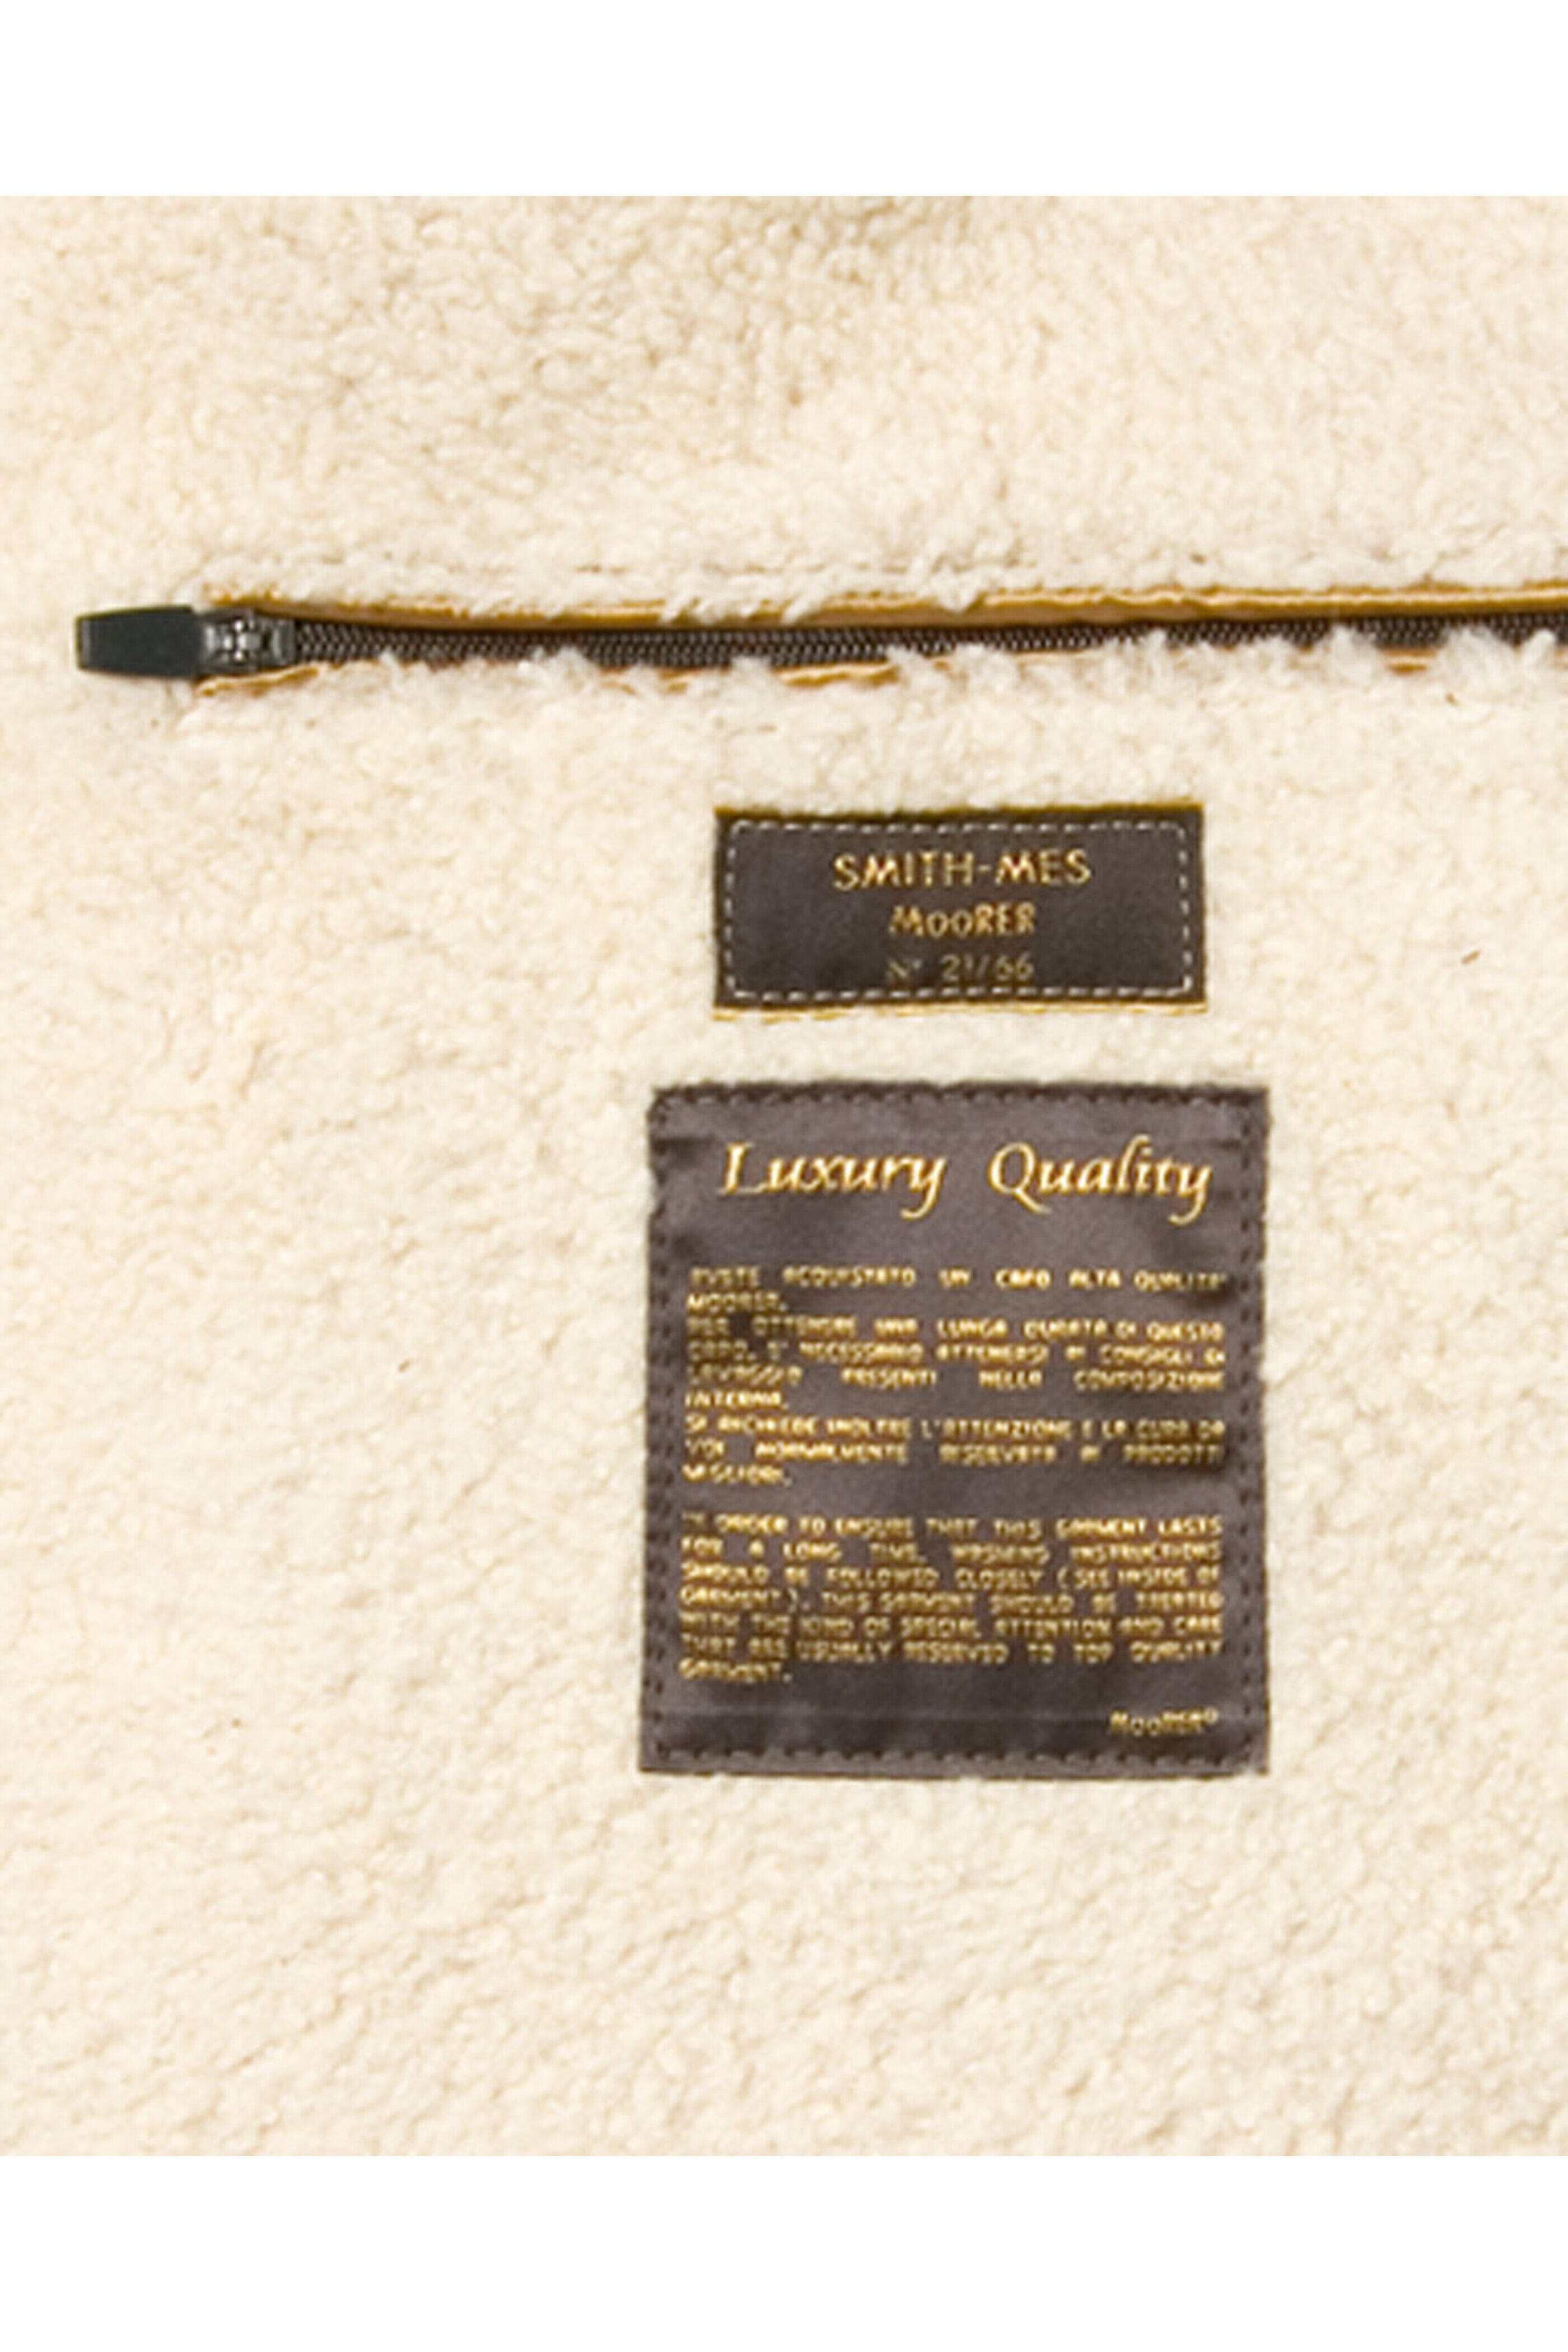 SMITH-MES
MooRER
N° 21/66
Luxury Quality
AVETE ACQUISTATO UN CAPO ALTA QUALITA'
MOORER.
PER OTTENERE UNA LUNGA DURATA DI QUESTO
CAPO, E' NECESSARIO ATTENERSI AI CONSIGLI DI
LAVAGGIO PRESENTI NELLA COMPOSIZIONE
INTERNA.
SI RICHIEDE INOLTRE L'ATTENZIONE E LA CURA DA
VOI NORMALMENTE RISERVATA AI PRODOTTI
MIGLIORI.
IN ORDER TO ENSURE THAT THIS GARMENT LASTS
FOR A LONG TIME, WASHING INSTRUCTIONS
SHOULD BE FOLLOWED CLOSELY (SEE INSIDE OF
GARMENT). THIS GARMENT SHOULD BE TREATED
WITH THE KIND OF SPECIAL ATTENTION AND CARE
THAT ARE USUALLY RESERVED TO TOP QUALITY
GARMENT.
MooRER®